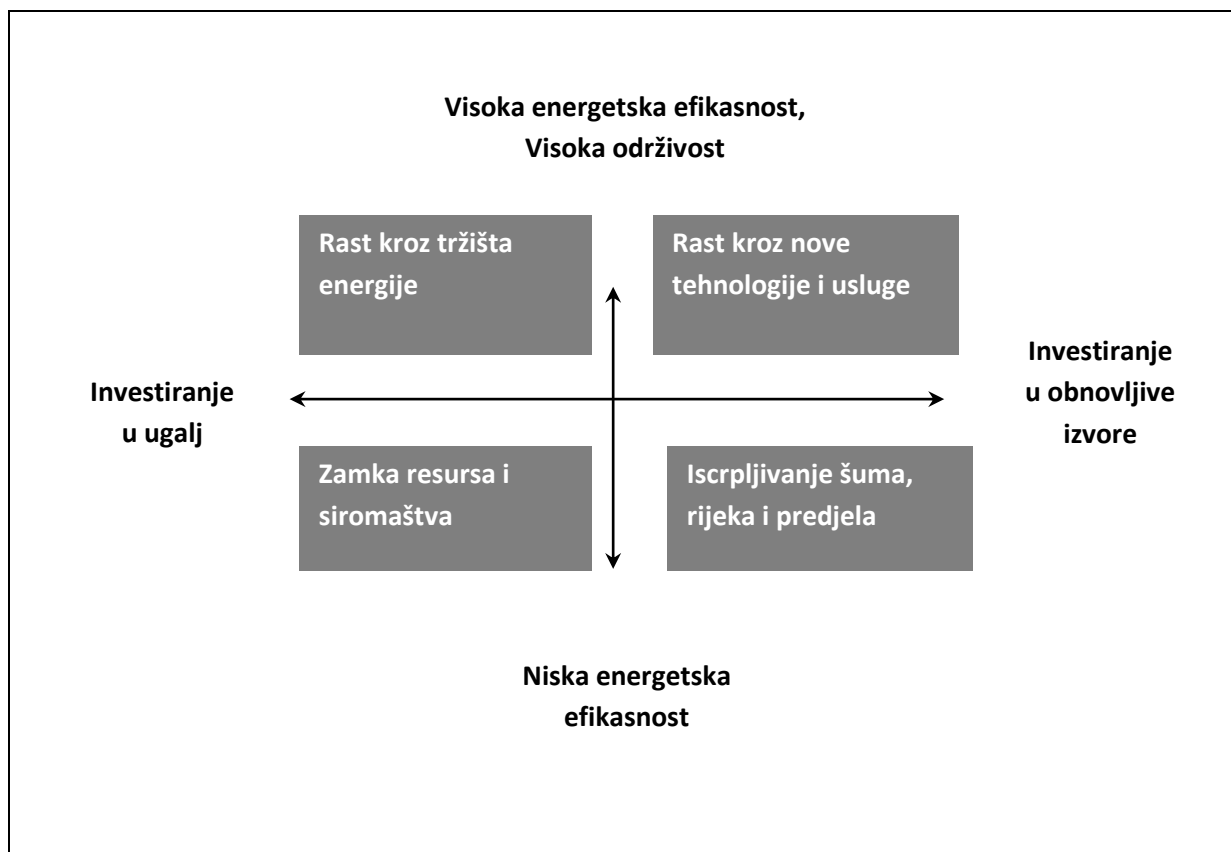 Visoka energetska efikasnost,
Visoka održivost
Rast kroz tržišta
energije
Rast kroz nove
tehnologije i usluge
Investiranje
u ugalj
Investiranje
u obnovljive
izvore
Zamka resursa i
siromaštva
Iscrpljivanje šuma,
rijeka i predjela
Niska energetska
efikasnost